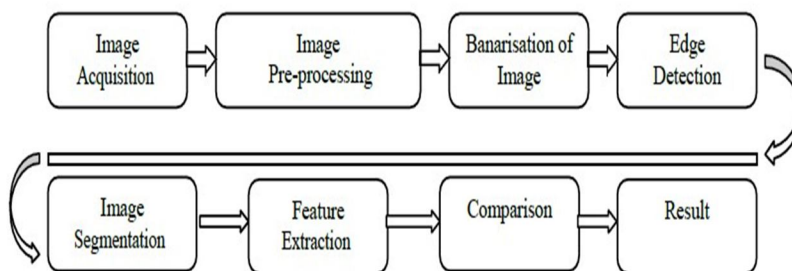 Image
Acquisition
Image
Pre-processing
Banarisation of
Image
Edge
Detection
Image
Segmentation
Feature
Extraction
Comparison
Result